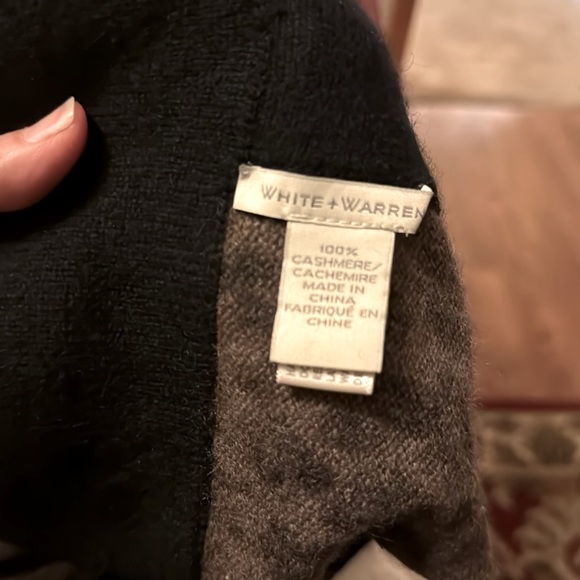 WHITE + WARREN
100%
CASHMERE/
CACHEMIRE
MADE IN
CHINA
FABRIQUÉ EN
CHINE